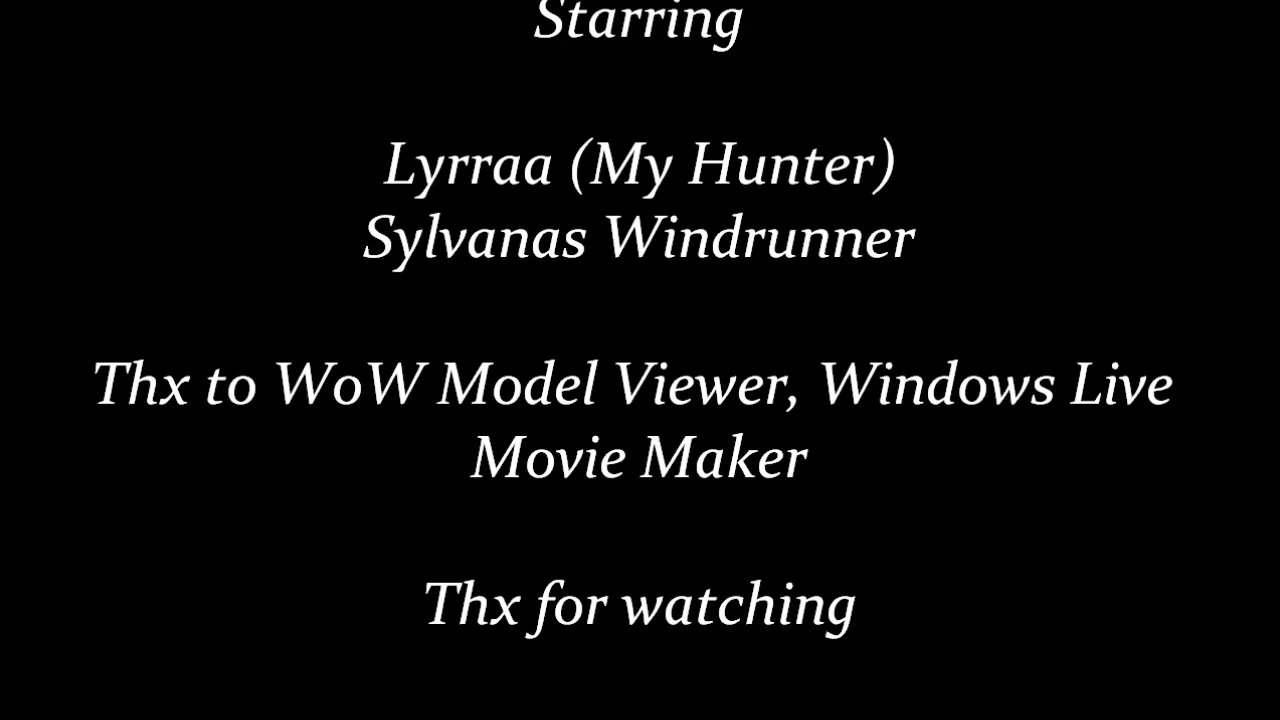 Starring
Lyrraa (My Hunter)
Sylvanas Windrunner
Thx to WoW Model Viewer, Windows Live
Movie Maker
Thx for watching